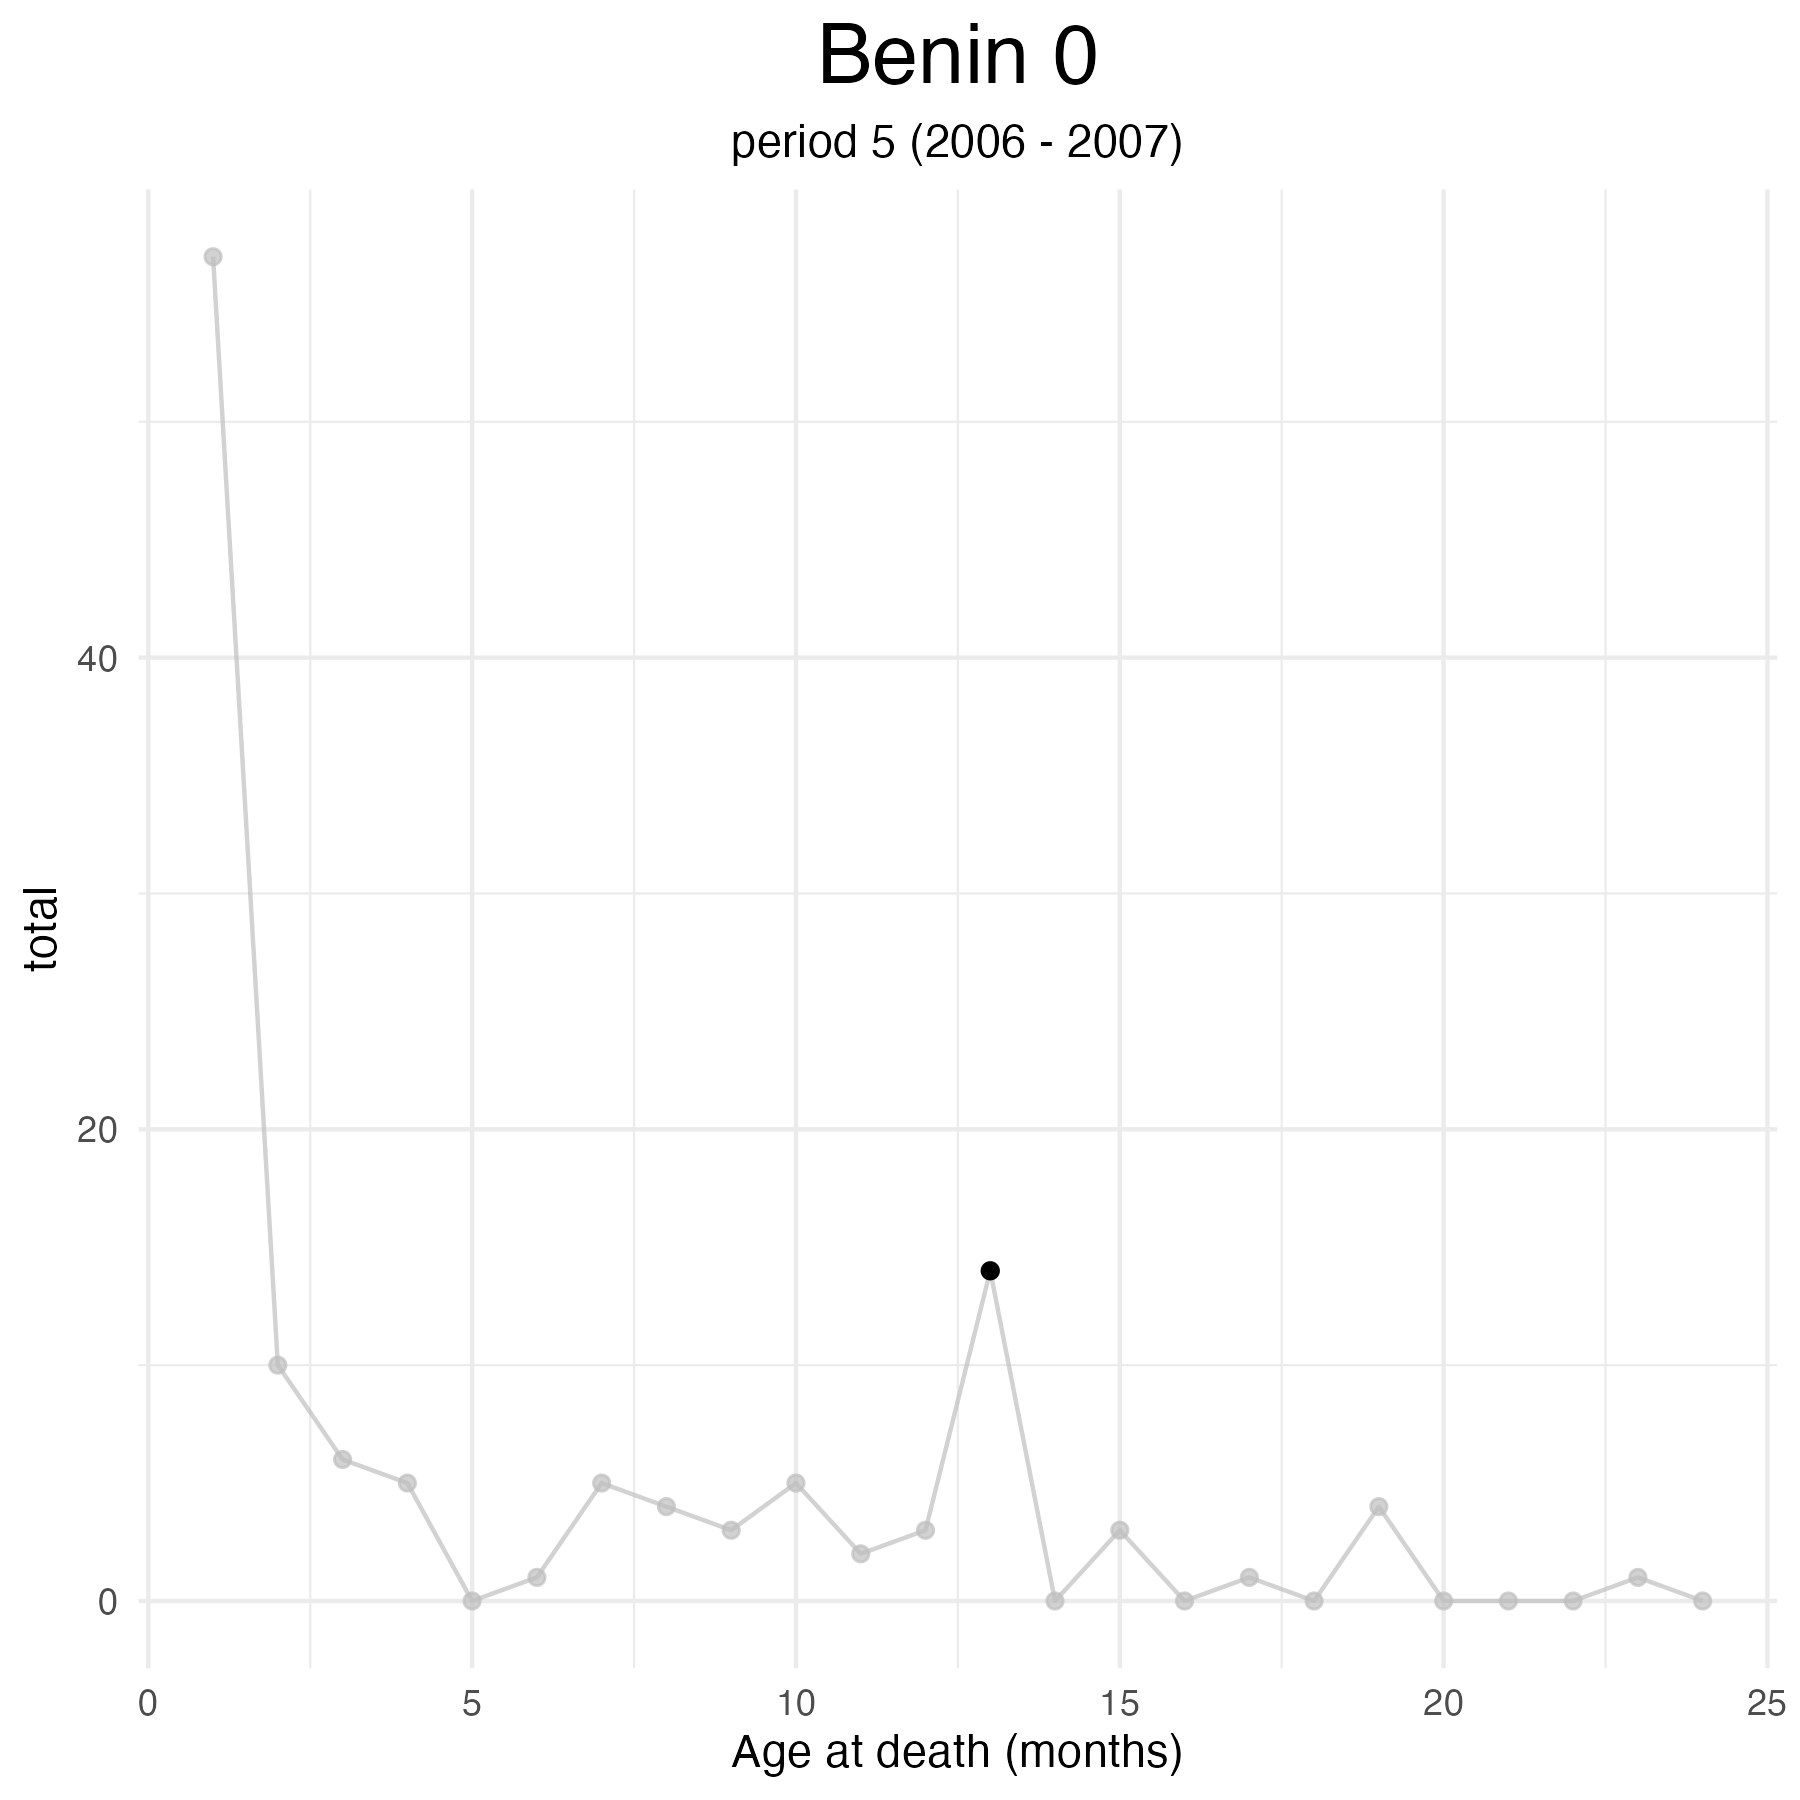 Benin 0
period 5 (2006 - 2007)
total
40
20
0
0 5 10 15 20 25
Age at death (months)